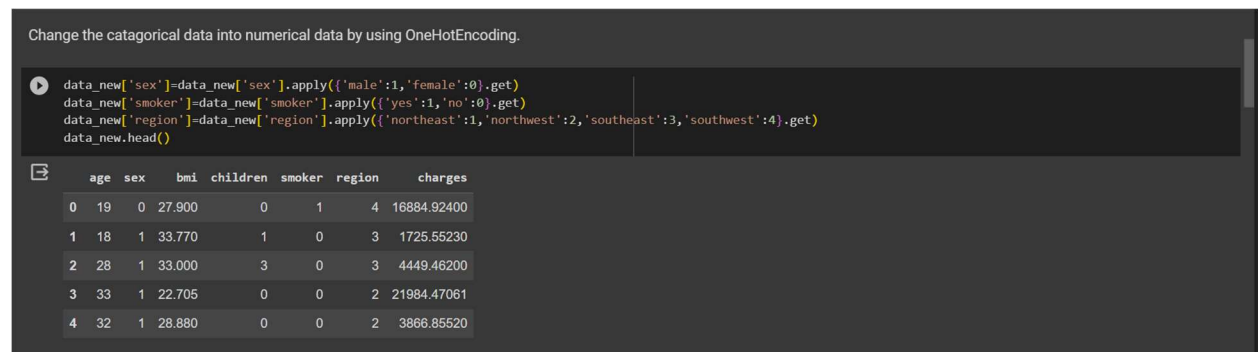 Change the catagorical data into numerical data by using OneHotEncoding.
data_new['sex']=data_new['sex'].apply({'male':1,'female':0}.get)
data_new['smoker']=data_new['smoker'].apply({'yes':1,'no':0}.get)
data_new['region']=data_new['region'].apply({'northeast':1,'northwest':2,'southeast':3,'southwest':4}.get)
data_new.head()
age sex bmi children smoker region charges
0 19 0 27.900 0 1 4 16884.92400
1 18 1 33.770 1 0 3 1725.55230
2 28 1 33.000 3 0 3 4449.46200
3 33 1 22.705 0 0 2 21984.47061
4 32 1 28.880 0 0 2 3866.85520